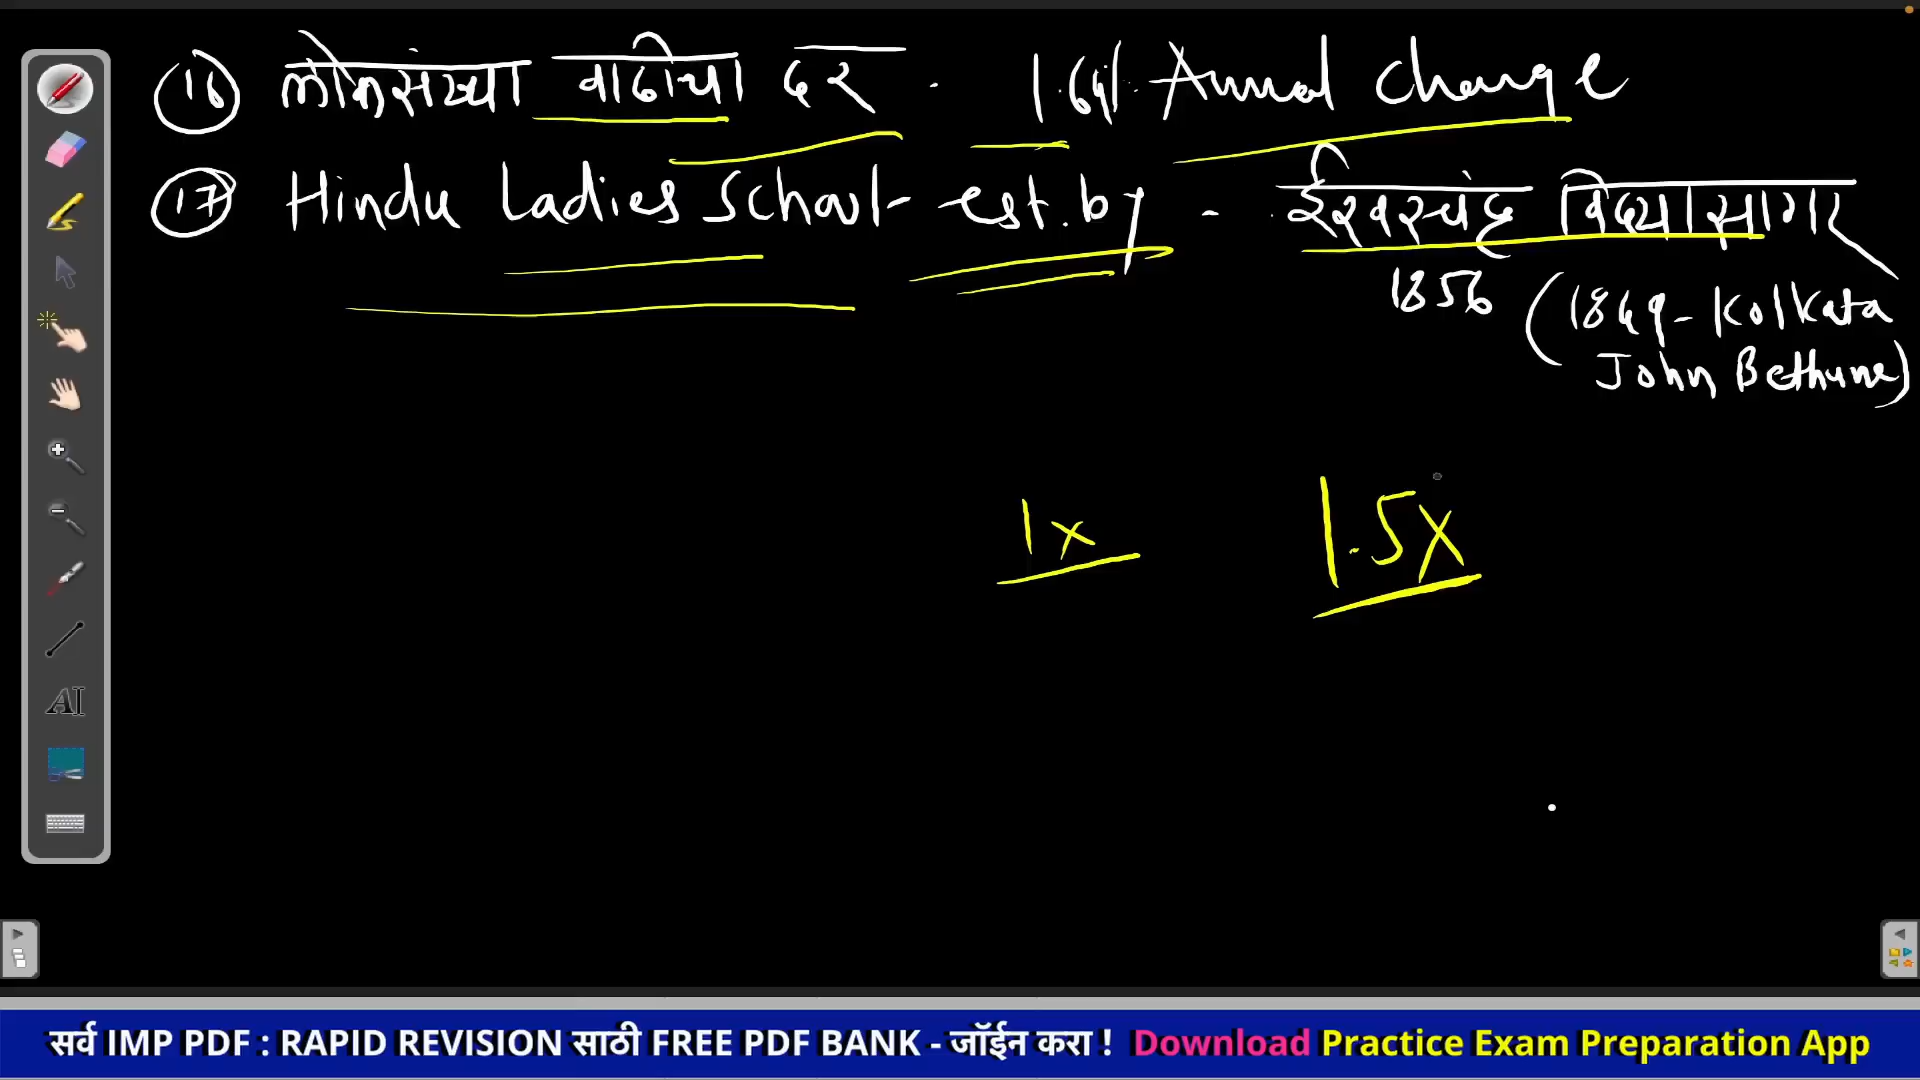 (16) लोकसंख्या वाढीचा दर - 1.64%. Annual change
(17) Hindu Ladies School - est. by - ईश्वरचंद्र विद्यासागर
1856 (1849 - Kolkata
John Bethune)
1x 1.5x
AI
सर्व IMP PDF : RAPID REVISION साठी FREE PDF BANK - जॉईन करा ! Download Practice Exam Preparation App